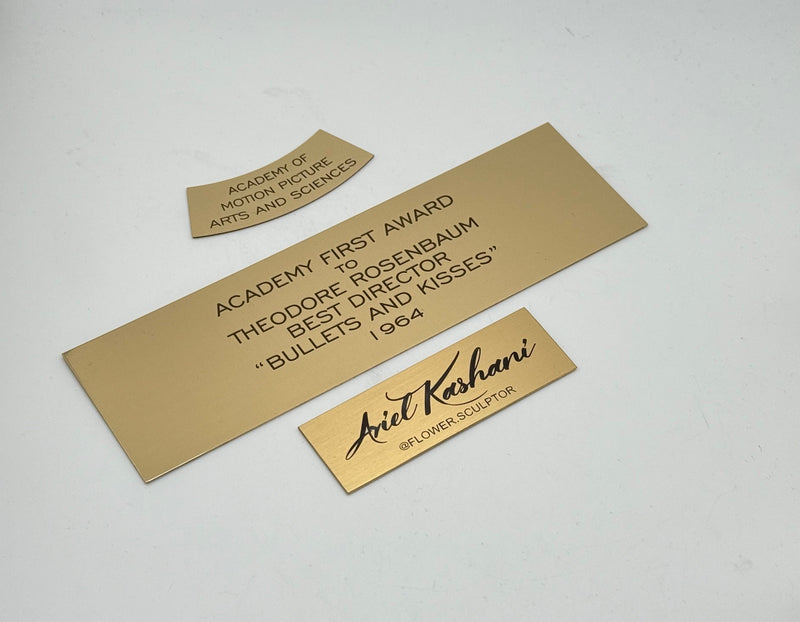 ACADEMY OF
MOTION PICTURE
ARTS AND SCIENCES
ACADEMY FIRST AWARD
TO
THEODORE ROSENBAUM
BEST DIRECTOR
“BULLETS AND KISSES”
1964
Ariel Kashani
@FLOWER.SCULPTOR